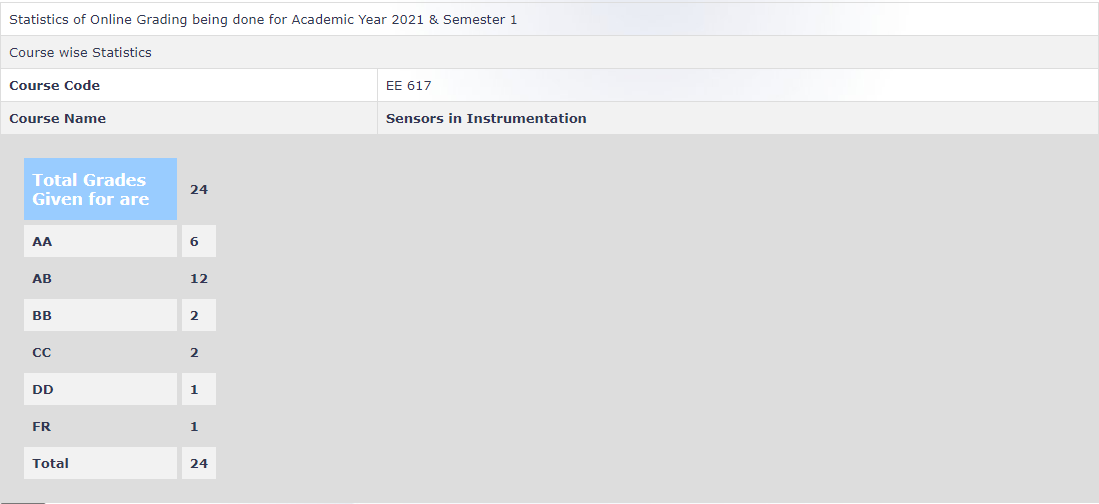 Statistics of Online Grading being done for Academic Year 2021 & Semester 1
Course wise Statistics
Course Code EE 617
Course Name Sensors in Instrumentation
Total Grades
Given for are 24
AA 6
AB 12
BB 2
CC 2
DD 1
FR 1
Total 24